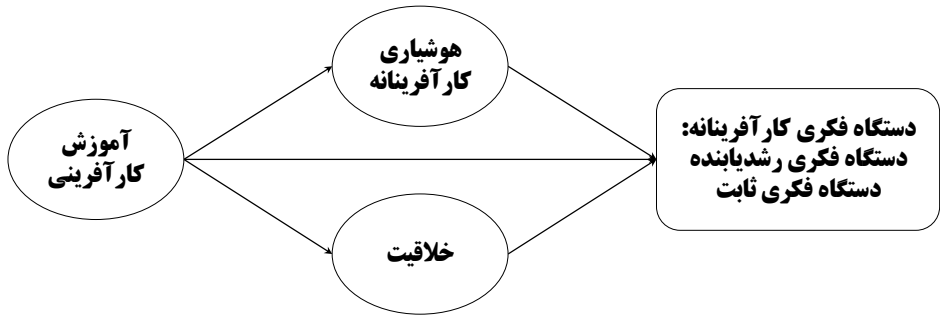 هوشیاری
کارآفرینانه
آموزش
کارآفرینی
دستگاه فکری کارآفرینانه:
دستگاه فکری رشدیابنده
دستگاه فکری ثابت
خلاقیت